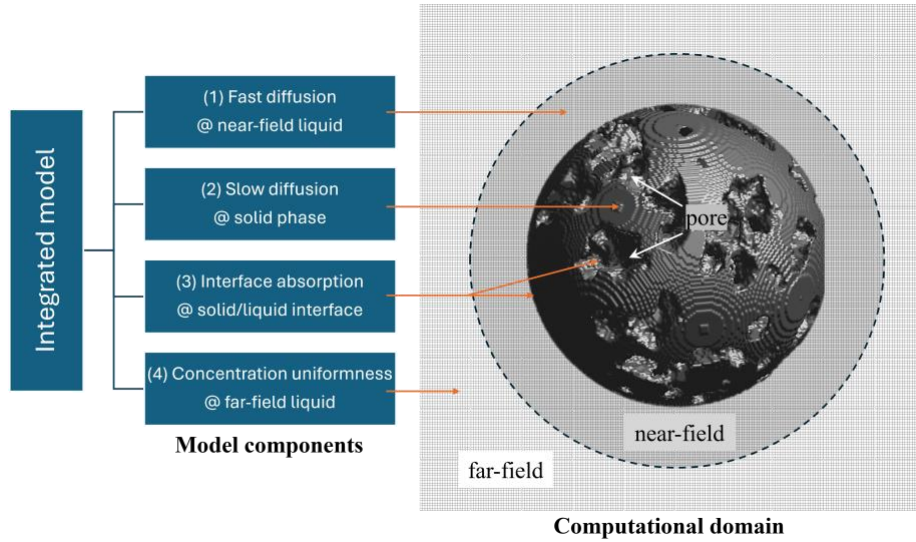 Integrated model
(1) Fast diffusion
@ near-field liquid
(2) Slow diffusion
@ solid phase
(3) Interface absorption
@ solid/liquid interface
(4) Concentration uniformness
@ far-field liquid
Model components
pore
near-field
far-field
Computational domain